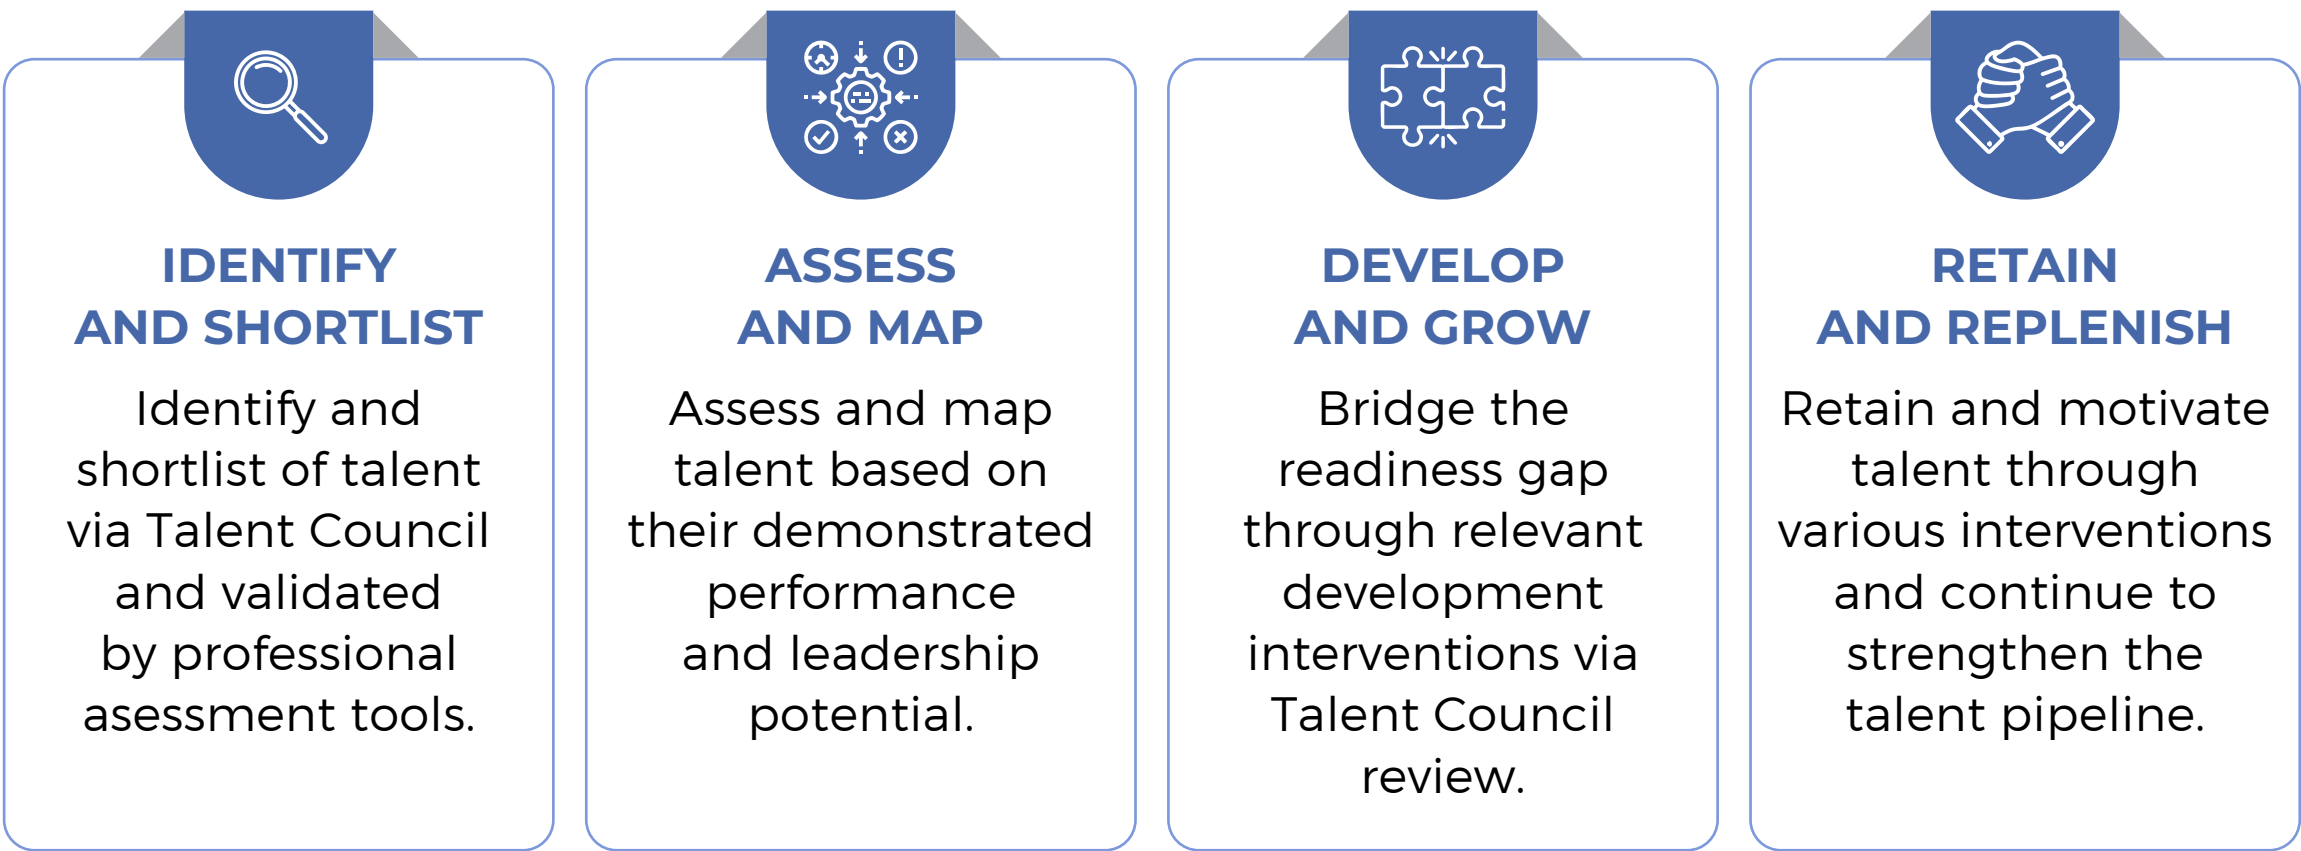 IDENTIFY
AND SHORTLIST
Identify and
shortlist of talent
via Talent Council
and validated
by professional
asessment tools.
ASSESS
AND MAP
Assess and map
talent based on
their demonstrated
performance
and leadership
potential.
DEVELOP
AND GROW
Bridge the
readiness gap
through relevant
development
interventions via
Talent Council
review.
RETAIN
AND REPLENISH
Retain and motivate
talent through
various interventions
and continue to
strengthen the
talent pipeline.